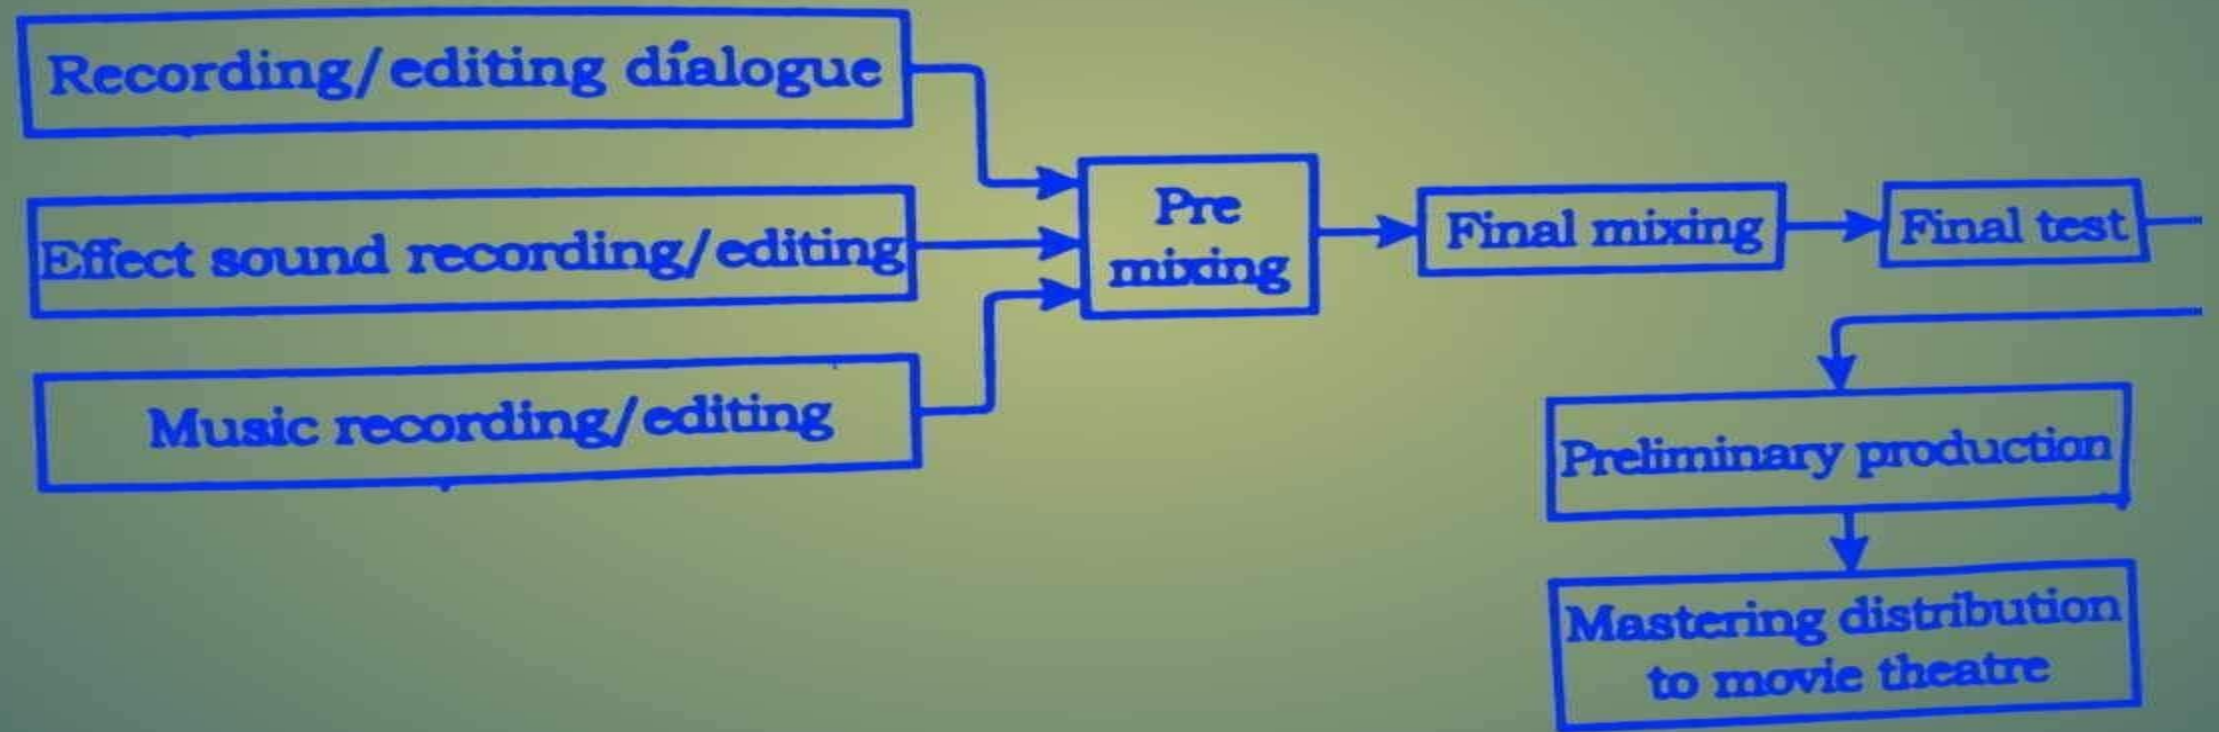 Recording/editing dialogue
Effect sound recording/editing
Music recording/editing
Pre
mixing
Final mixing
Final test
Preliminary production
Mastering distribution
to movie theatre